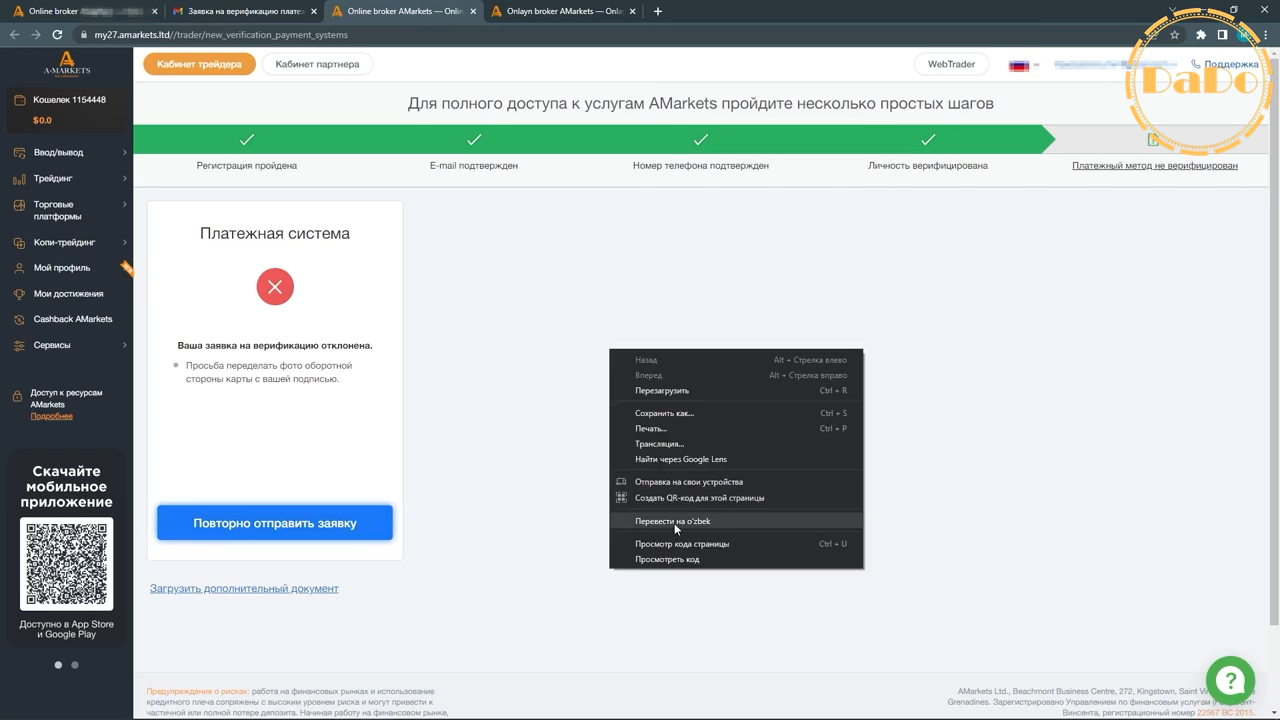 Online broker AMarkets
Заявка на верификацию платеж
Online broker AMarkets — Onlin
Onlayn broker AMarkets — Onla
my27.amarkets.ltd//trader/new_verification_payment_systems
A-MARKETS
Кабинет трейдера
Кабинет партнера
WebTrader
Поддержка
DaBo
Кошелек 1154448
$0.0
Ввод/вывод
Трейдинг
Торговые
платформы
Копи-трейдинг
Мой профиль
Мои достижения
Cashback AMarkets
Сервисы
Доступ к ресурсам
AMarkets
Подробнее
Скачайте
мобильное
приложение
Доступно в App Store
и Google Play
Для полного доступа к услугам AMarkets пройдите несколько простых шагов
Регистрация пройдена
E-mail подтвержден
Номер телефона подтвержден
Личность верифицирована
Платежный метод не верифицирован
Платежная система
Ваша заявка на верификацию отклонена.
Просьба переделать фото оборотной
стороны карты с вашей подписью.
Повторно отправить заявку
Загрузить дополнительный документ
Назад Alt + Стрелка влево
Вперед Alt + Стрелка вправо
Перезагрузить Ctrl + R
Сохранить как... Ctrl + S
Печать... Ctrl + P
Трансляция...
Найти через Google Lens
Отправка на свои устройства
Создать QR-код для этой страницы
Перевести на o'zbek
Просмотр кода страницы Ctrl + U
Просмотреть код
Предупреждение о рисках: работа на финансовых рынках и использование
кредитного плеча сопряжены с высоким уровнем риска и могут привести к
частичной или полной потере депозита. Начиная работу на финансовом рынке,
AMarkets Ltd., Beachmont Business Centre, 272, Kingstown, Saint
Grenadines. Зарегистрировано Управлением по финансовым услугам
Винсента, регистрационный номер 22567 BC 2015.